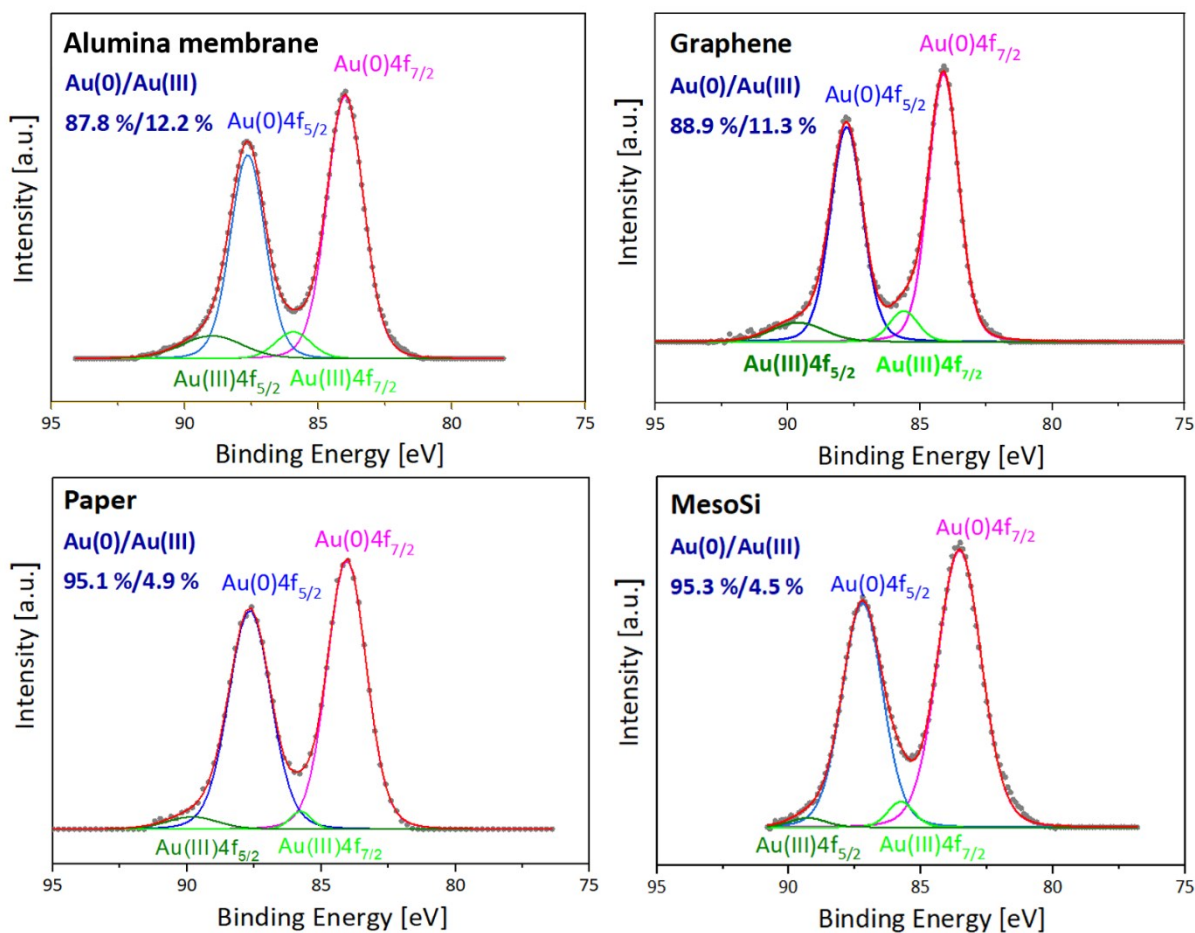 Alumina membrane
Au(0)/Au(III)
87.8 %/12.2 %
Au(0)4f7/2
Au(0)4f5/2
Au(III)4f5/2
Au(III)4f7/2
Intensity [a.u.]
95 90 85 80 75
Binding Energy [eV]
Graphene
Au(0)/Au(III)
88.9 %/11.3 %
Au(0)4f7/2
Au(0)4f5/2
Au(III)4f5/2
Au(III)4f7/2
Intensity [a.u.]
95 90 85 80 75
Binding Energy [eV]
Paper
Au(0)/Au(III)
95.1 %/4.9 %
Au(0)4f7/2
Au(0)4f5/2
Au(III)4f5/2
Au(III)4f7/2
Intensity [a.u.]
95 90 85 80 75
Binding Energy [eV]
MesoSi
Au(0)/Au(III)
95.3 %/4.5 %
Au(0)4f7/2
Au(0)4f5/2
Au(III)4f5/2
Au(III)4f7/2
Intensity [a.u.]
95 90 85 80 75
Binding Energy [eV]